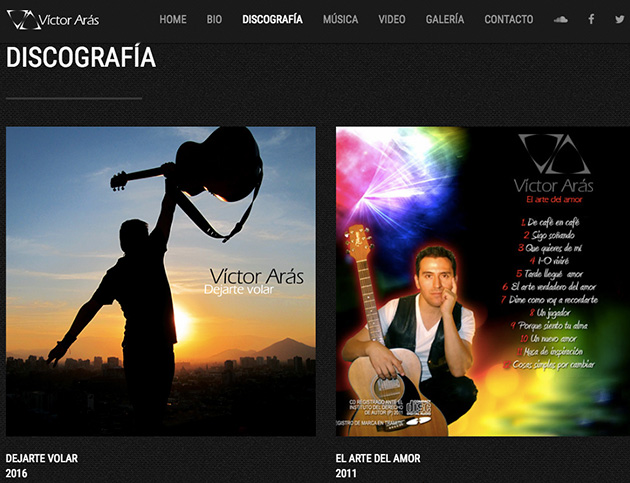 Víctor Arás
HOME BIO DISCOGRAFÍA MÚSICA VIDEO GALERÍA CONTACTO
DISCOGRAFÍA
Víctor Arás
Dejarte volar
DEJARTE VOLAR
2016
Víctor Arás
El arte del amor
1 De café en café
2 Sigo soñando
3 Que quieres de mi
4 I-O viviré
5 Tarde llegué amor
6 El arte verdadero del amor
7 Dime como voy a recordarte
8 Un jugador
9 Porque siento tu alma
10 Un nuevo amor
11 Musa de inspiración
Cosas simples por cambiar
CD REGISTRADO ANTE EL
INSTITUTO DEL DERECHO
DE AUTOR (P) 2011
REGISTRO DE MARCA EN TRÁMITE
EL ARTE DEL AMOR
2011